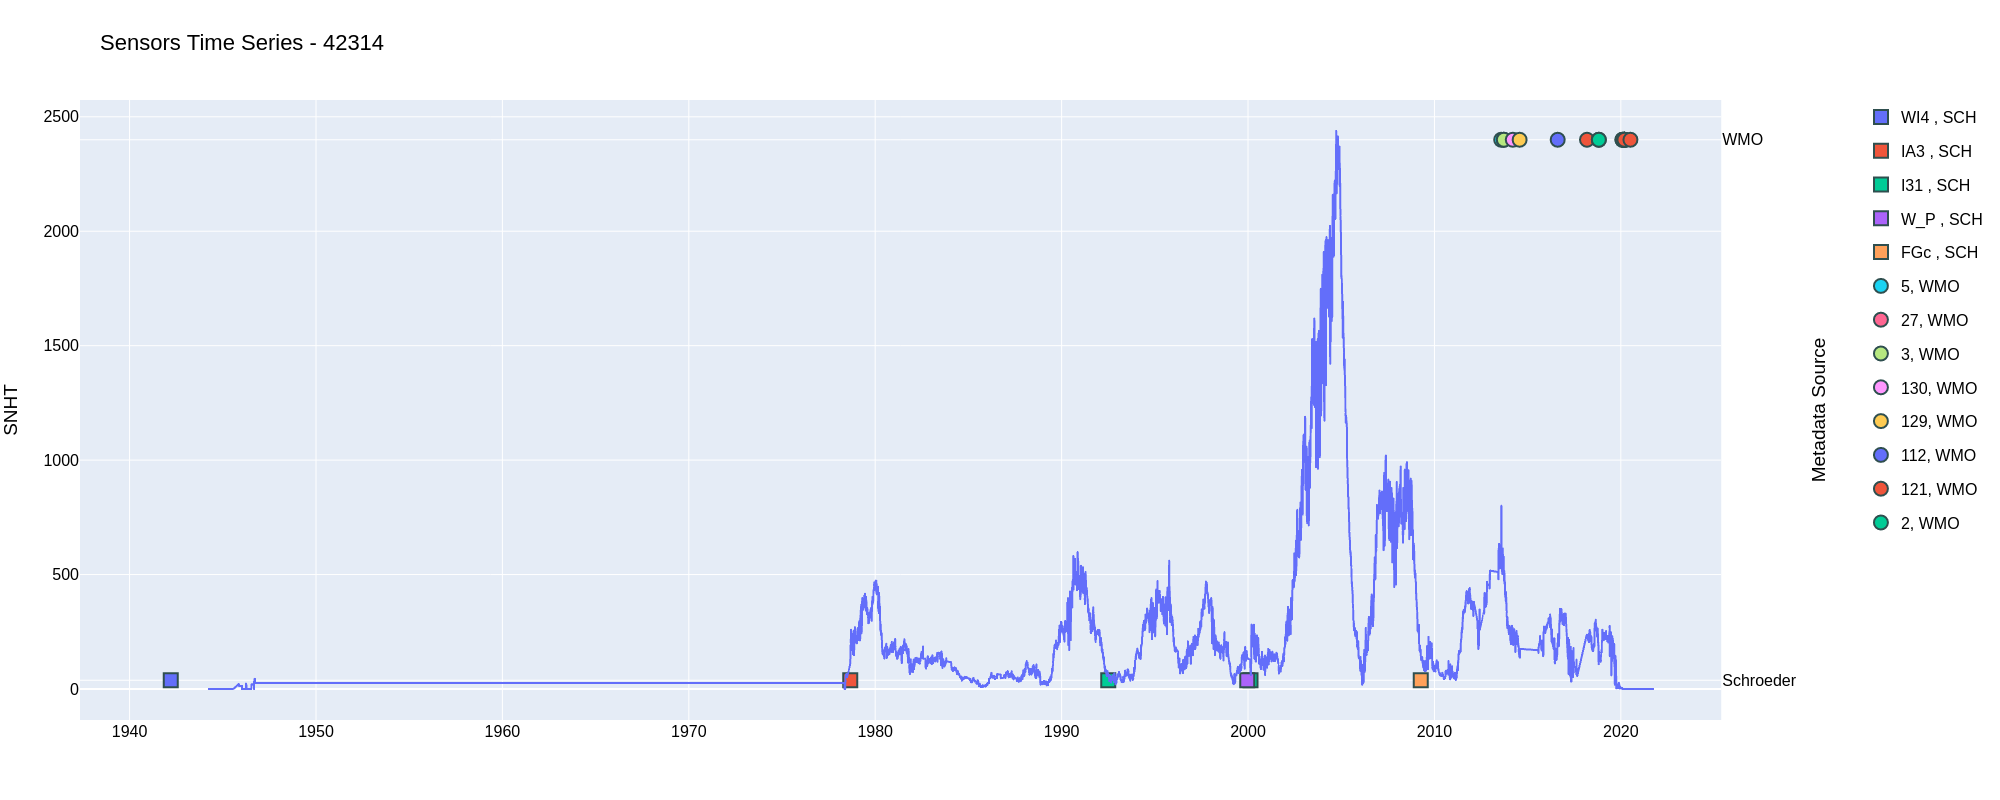 Sensors Time Series - 42314
2500
2000
1500
1000
500
0
SNHT
1940
1950
1960
1970
1980
1990
2000
2010
2020
WMO
Schroeder
Metadata Source
WI4 , SCH
IA3 , SCH
I31 , SCH
W_P , SCH
FGc , SCH
5, WMO
27, WMO
3, WMO
130, WMO
129, WMO
112, WMO
121, WMO
2, WMO